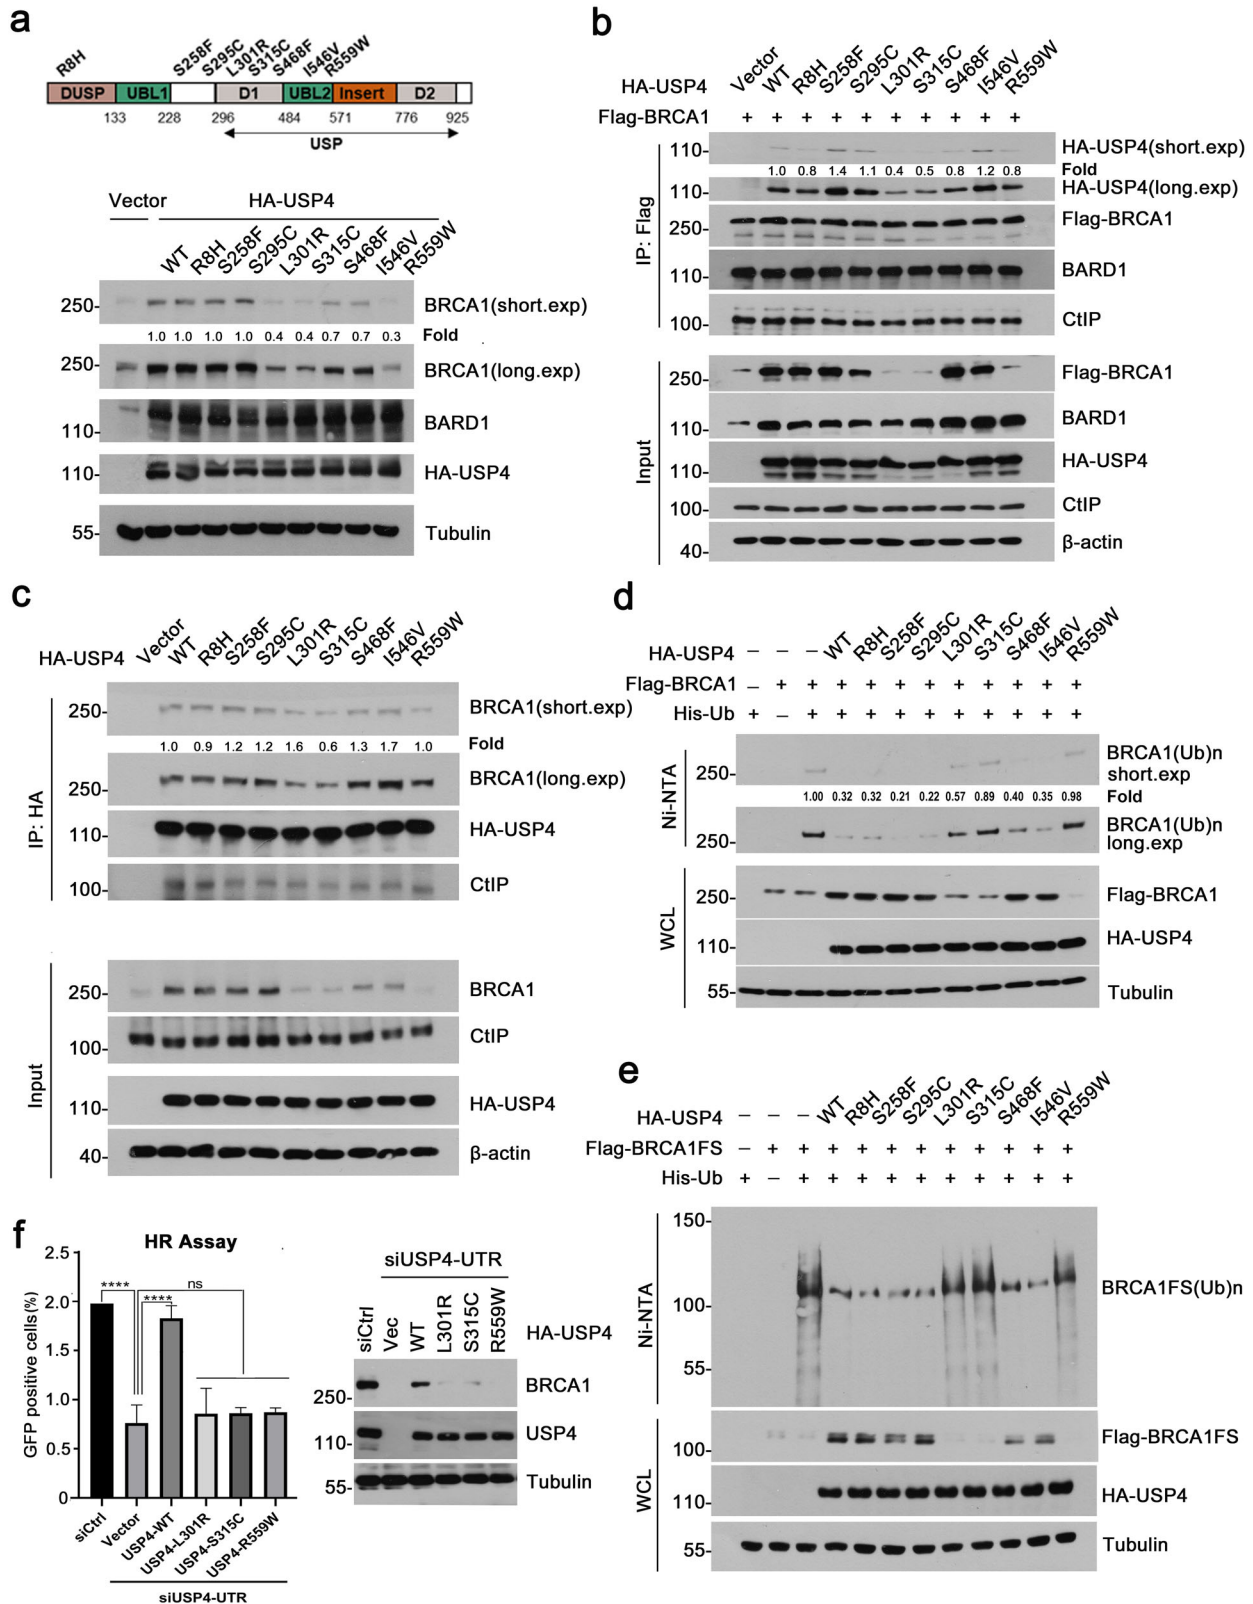 a
R8H S258F S295C L301R S315C S468F I546V R559W
DUSP UBL1 D1 UBL2 Insert D2
133 228 296 484 571 776 925
USP
Vector HA-USP4
WT R8H S258F S295C L301R S315C S468F I546V R559W
250- BRCA1(short.exp)
1.0 1.0 1.0 1.0 0.4 0.4 0.7 0.7 0.3 Fold
250- BRCA1(long.exp)
BARD1
110-
110- HA-USP4
55- Tubulin
b
HA-USP4 Vector WT R8H S258F S295C L301R S315C S468F I546V R559W
Flag-BRCA1 + + + + + + + + + +
IP: Flag
110- HA-USP4(short.exp)
1.0 0.8 1.4 1.1 0.4 0.5 0.8 1.2 0.8 Fold
110- HA-USP4(long.exp)
250- Flag-BRCA1
110- BARD1
100- CtIP
Input
250- Flag-BRCA1
110- BARD1
110- HA-USP4
100- CtIP
40- β-actin
c
HA-USP4 Vector WT R8H S258F S295C L301R S315C S468F I546V R559W
IP: HA
250- BRCA1(short.exp)
1.0 0.9 1.2 1.2 1.6 0.6 1.3 1.7 1.0 Fold
250- BRCA1(long.exp)
110- HA-USP4
100- CtIP
Input
250- BRCA1
100- CtIP
110- HA-USP4
40- β-actin
d
HA-USP4 – – – WT R8H S258F S295C L301R S315C S468F I546V R559W
Flag-BRCA1 – + + + + + + + + + + +
His-Ub + – + + + + + + + + + +
Ni-NTA
250- BRCA1(Ub)n
short.exp
1.00 0.32 0.32 0.21 0.22 0.57 0.89 0.40 0.35 0.98 Fold
250- BRCA1(Ub)n
long.exp
WCL
250- Flag-BRCA1
110- HA-USP4
55- Tubulin
e
HA-USP4 – – – WT R8H S258F S295C L301R S315C S468F I546V R559W
Flag-BRCA1FS – + + + + + + + + + + +
His-Ub + – + + + + + + + + + +
Ni-NTA
150-
BRCA1FS(Ub)n
100-
55-
WCL
100- Flag-BRCA1FS
110- HA-USP4
55- Tubulin
f
HR Assay
GFP positive cells(%)
2.5
2.0
1.5
1.0
0.5
0
**** **** ns
siCtrl Vector USP4-WT USP4-L301R USP4-S315C USP4-R559W
siUSP4-UTR
siUSP4-UTR
siCtrl Vec WT L301R S315C R559W HA-USP4
250- BRCA1
110- USP4
55- Tubulin